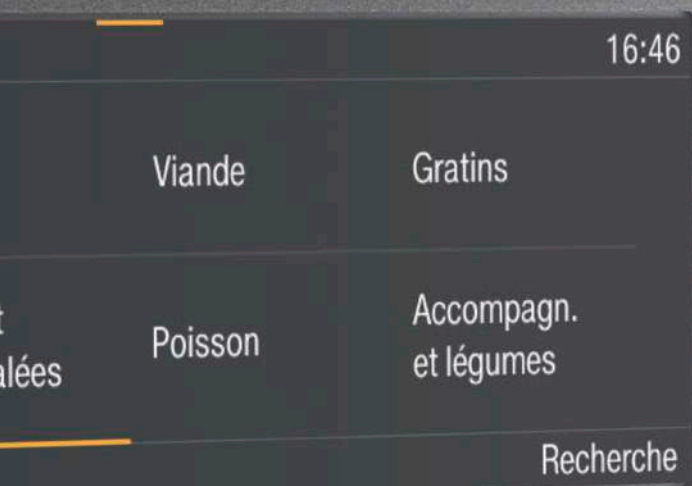 16:46
Viande
Gratins
Poisson
Accompagn.
et légumes
Recherche